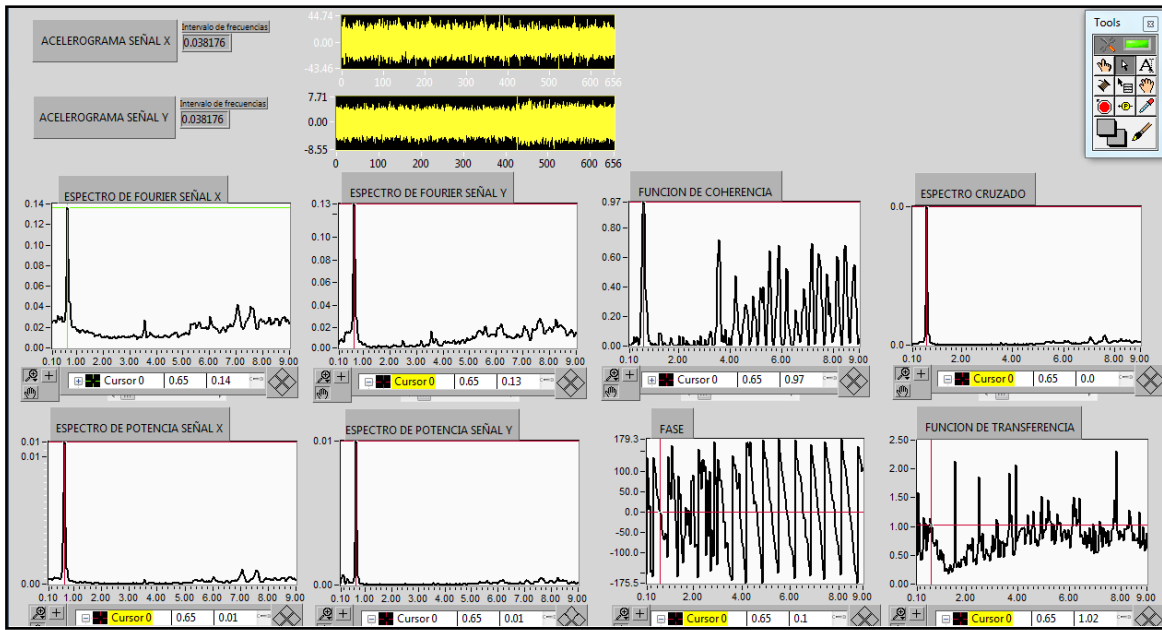 Tools
ACELEROGRAMA SEÑAL X
Intervalo de frecuencias
0.038176
44.74
0.00
-43.46
0 100 200 300 400 500 600 656
ACELEROGRAMA SEÑAL Y
Intervalo de frecuencias
0.038176
7.71
0.00
-8.55
0 100 200 300 400 500 600 656
ESPECTRO DE FOURIER SEÑAL X
0.14
0.12
0.10
0.08
0.06
0.04
0.02
0.00
0.10 1.00 2.00 3.00 4.00 5.00 6.00 7.00 8.00 9.00
Cursor 0 0.65 0.14
ESPECTRO DE FOURIER SEÑAL Y
0.13
0.10
0.08
0.06
0.04
0.02
0.00
0.10 1.00 2.00 3.00 4.00 5.00 6.00 7.00 8.00 9.00
Cursor 0 0.65 0.13
FUNCION DE COHERENCIA
0.97
0.80
0.60
0.40
0.20
0.00
0.10 2.00 4.00 6.00 8.00 9.00
Cursor 0 0.65 0.97
ESPECTRO CRUZADO
0.0
0.0
0.10 2.00 4.00 6.00 8.00 9.00
Cursor 0 0.65 0.0
ESPECTRO DE POTENCIA SEÑAL X
0.01
0.01
0.00
0.10 1.00 2.00 3.00 4.00 5.00 6.00 7.00 8.00 9.00
Cursor 0 0.65 0.01
ESPECTRO DE POTENCIA SEÑAL Y
0.01
0.00
0.10 1.00 2.00 3.00 4.00 5.00 6.00 7.00 8.00 9.00
Cursor 0 0.65 0.01
FASE
179.3
100.0
50.0
0.0
-50.0
-100.0
-175.5
0.10 2.00 4.00 6.00 8.00 9.00
Cursor 0 0.65 0.1
FUNCION DE TRANSFERENCIA
2.50
2.00
1.50
1.00
0.50
0.00
0.10 2.00 4.00 6.00 8.00 9.00
Cursor 0 0.65 1.02